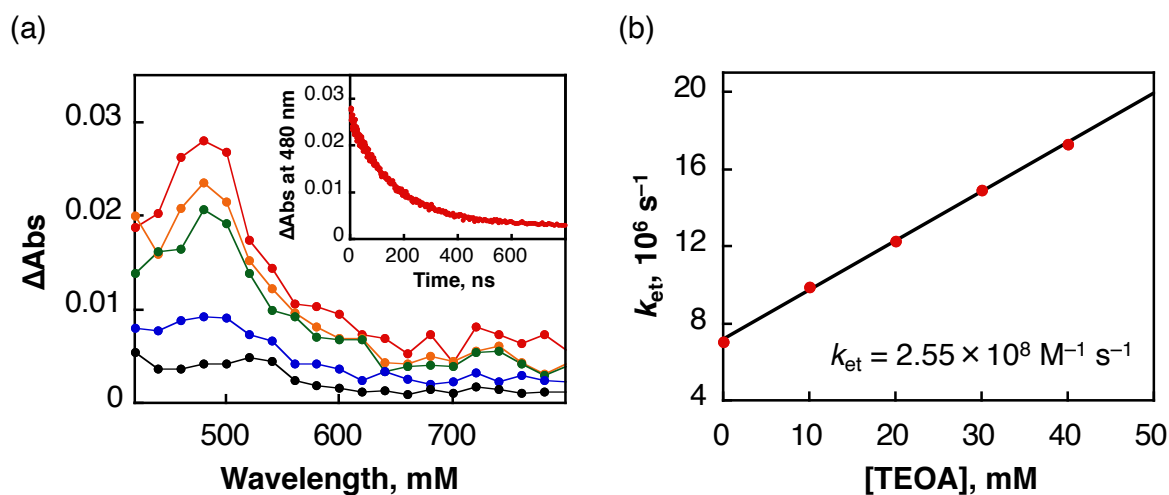 (a)
ΔAbs
0.03
0.02
0.01
0
500
600
700
Wavelength, mM
ΔAbs at 480 nm
0.03
0.02
0.01
0
0
200
400
600
Time, ns
(b)
k_et, 10⁶ s⁻¹
20
16
12
8
4
0
10
20
30
40
50
[TEOA], mM
k_et = 2.55 × 10⁸ M⁻¹ s⁻¹